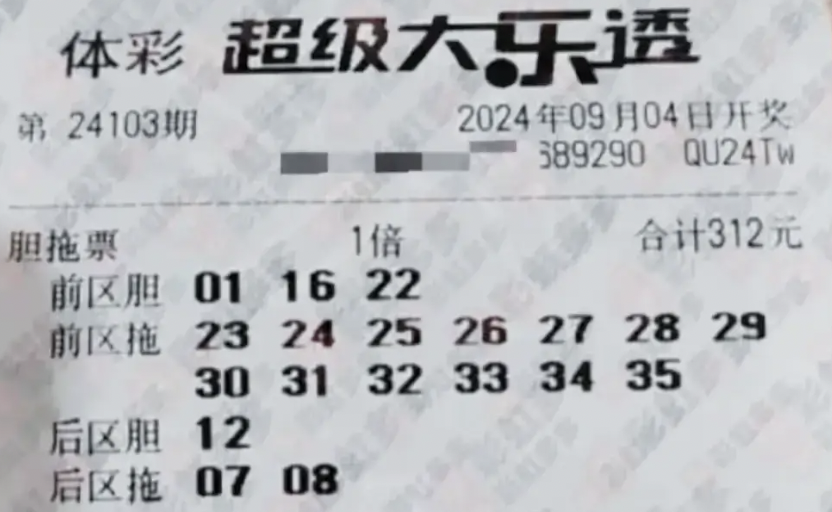 体彩 超级大乐透
第 24103期 2024年09月04日开奖
689290 QU24Tw
胆拖票 1倍 合计312元
前区胆 01 16 22
前区拖 23 24 25 26 27 28 29
30 31 32 33 34 35
后区胆 12
后区拖 07 08